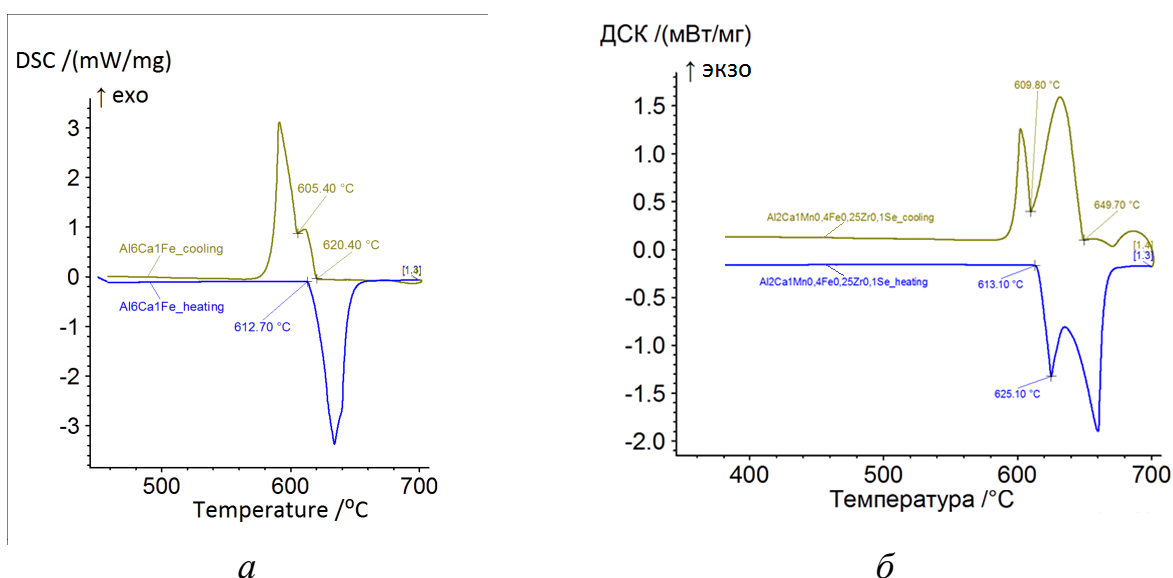 DSC /(mW/mg)
↑ exo
3
2
1
0
-1
-2
-3
605.40 °C
620.40 °C
Al6Ca1Fe_cooling
[1.3]
Al6Ca1Fe_heating
612.70 °C
500
600
700
Temperature /°C
а
ДСК /(мВт/мг)
↑ экзо
1.5
1.0
0.5
0.0
-0.5
-1.0
-1.5
-2.0
609.80 °C
649.70 °C
Al2Ca1Mn0,4Fe0,25Zr0,1Se_cooling
[1.4]
[1.3]
Al2Ca1Mn0,4Fe0,25Zr0,1Se_heating
613.10 °C
625.10 °C
400
500
600
700
Температура /°C
б